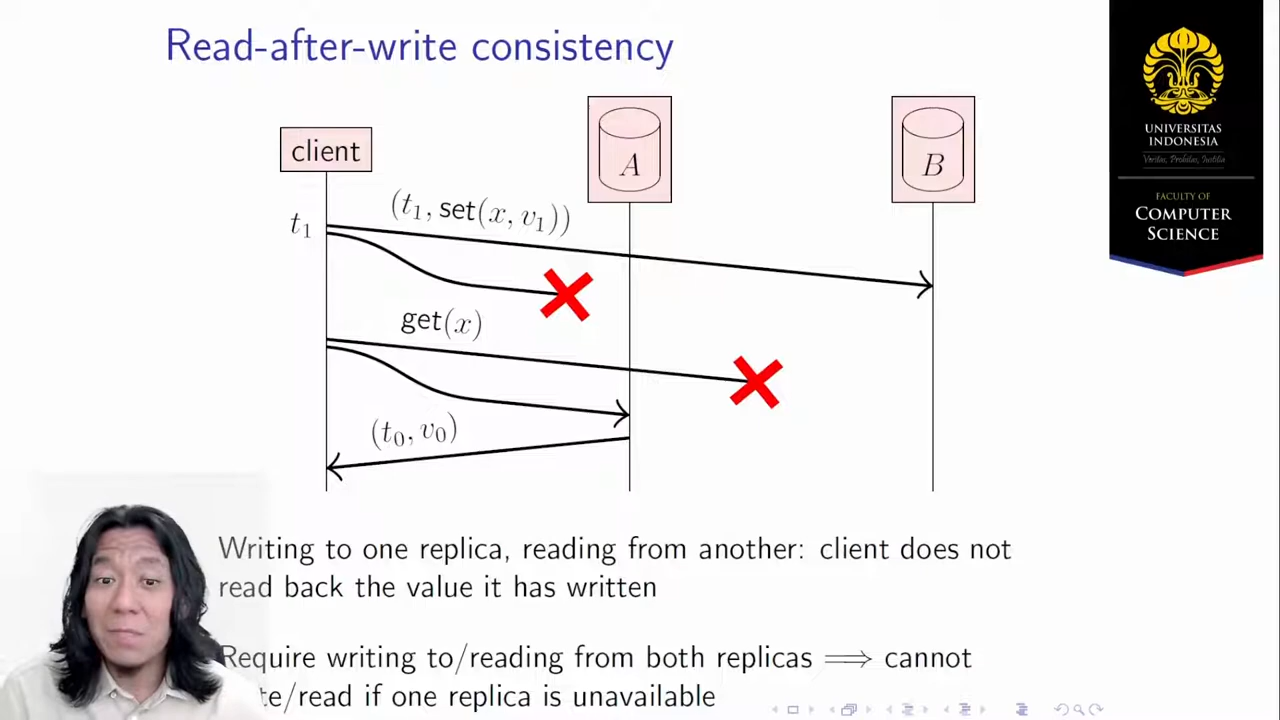 Read-after-write consistency
client
A
B
UNIVERSITAS
INDONESIA
Veritas, Probitas, Iustitia
FACULTY OF
COMPUTER
SCIENCE
t₁
(t₁, set(x, v₁))
get(x)
(t₀, v₀)
Writing to one replica, reading from another: client does not
read back the value it has written
Require writing to/reading from both replicas ⟹ cannot
te/read if one replica is unavailable